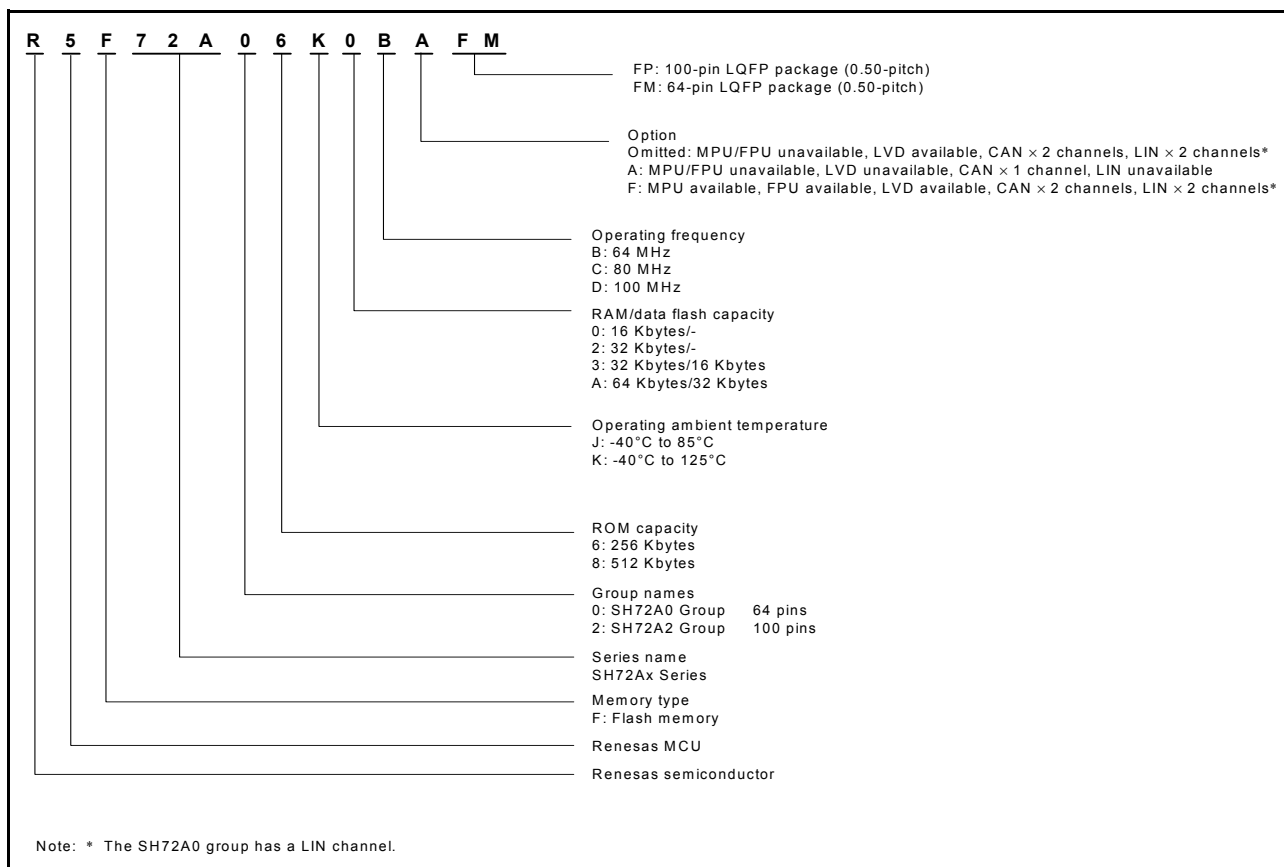 R 5 F 7 2 A 0 6 K 0 B A F M
FP: 100-pin LQFP package (0.50-pitch)
FM: 64-pin LQFP package (0.50-pitch)
Option
Omitted: MPU/FPU unavailable, LVD available, CAN × 2 channels, LIN × 2 channels*
A: MPU/FPU unavailable, LVD unavailable, CAN × 1 channel, LIN unavailable
F: MPU available, FPU available, LVD available, CAN × 2 channels, LIN × 2 channels*
Operating frequency
B: 64 MHz
C: 80 MHz
D: 100 MHz
RAM/data flash capacity
0: 16 Kbytes/-
2: 32 Kbytes/-
3: 32 Kbytes/16 Kbytes
A: 64 Kbytes/32 Kbytes
Operating ambient temperature
J: -40°C to 85°C
K: -40°C to 125°C
ROM capacity
6: 256 Kbytes
8: 512 Kbytes
Group names
0: SH72A0 Group 64 pins
2: SH72A2 Group 100 pins
Series name
SH72Ax Series
Memory type
F: Flash memory
Renesas MCU
Renesas semiconductor
Note: * The SH72A0 group has a LIN channel.